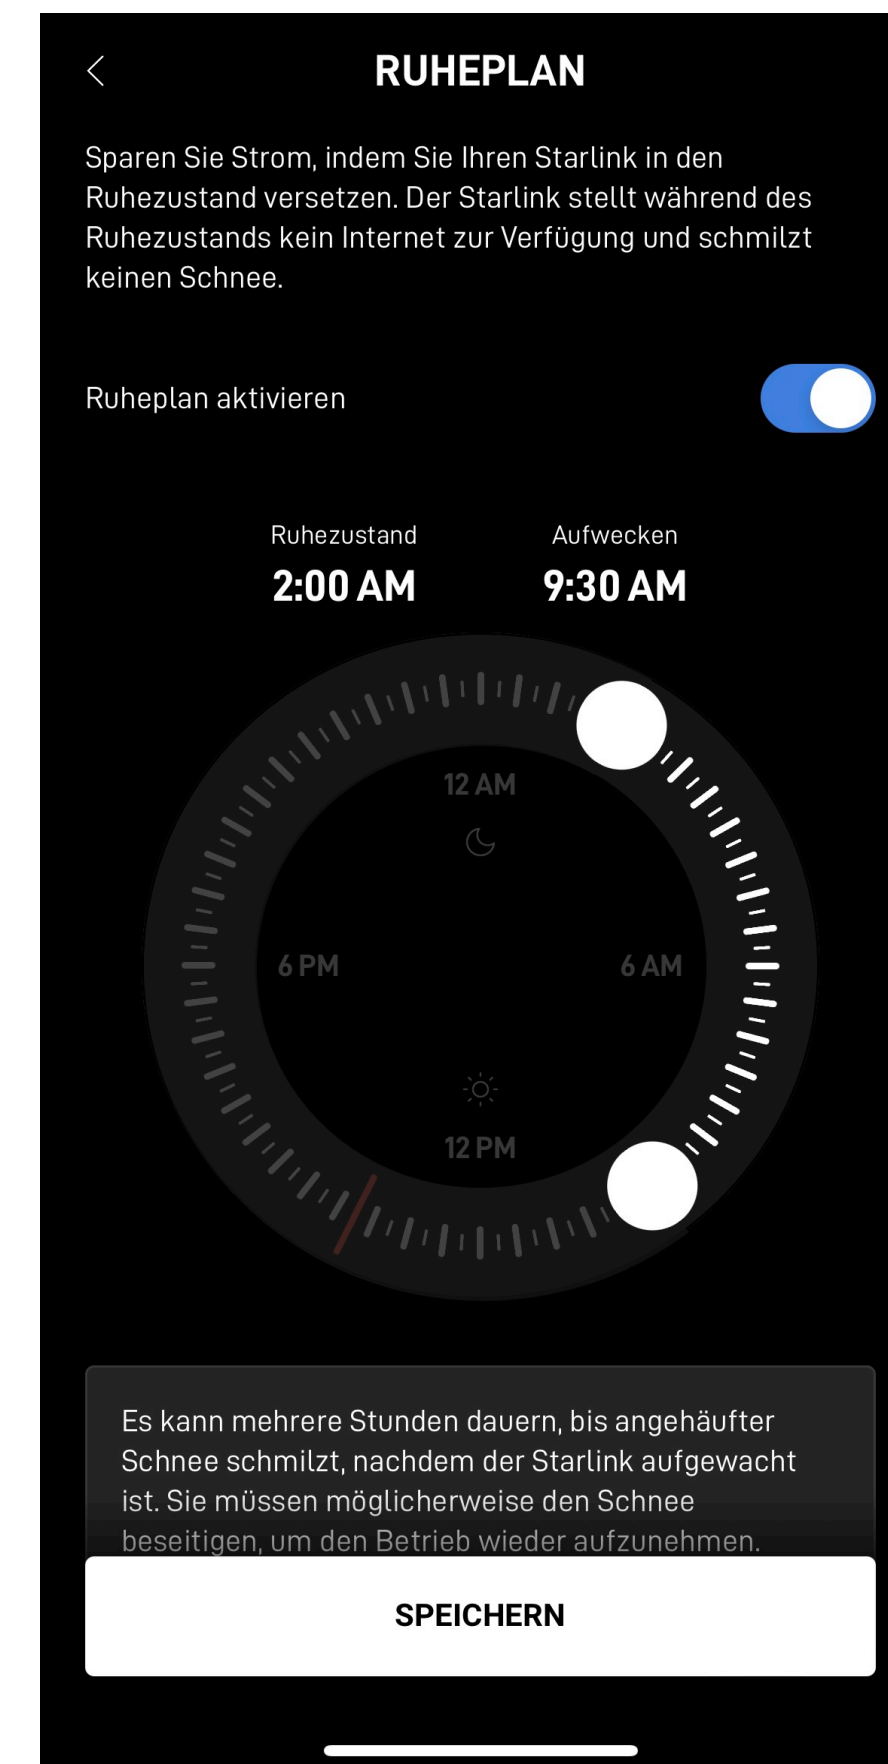 RUHEPLAN
Sparen Sie Strom, indem Sie Ihren Starlink in den
Ruhezustand versetzen. Der Starlink stellt während des
Ruhezustands kein Internet zur Verfügung und schmilzt
keinen Schnee.
Ruheplan aktivieren
Ruhezustand Aufwecken
2:00 AM 9:30 AM
12 AM
6 PM 6 AM
12 PM
Es kann mehrere Stunden dauern, bis angehäufter
Schnee schmilzt, nachdem der Starlink aufgewacht
ist. Sie müssen möglicherweise den Schnee
beseitigen, um den Betrieb wieder aufzunehmen.
SPEICHERN